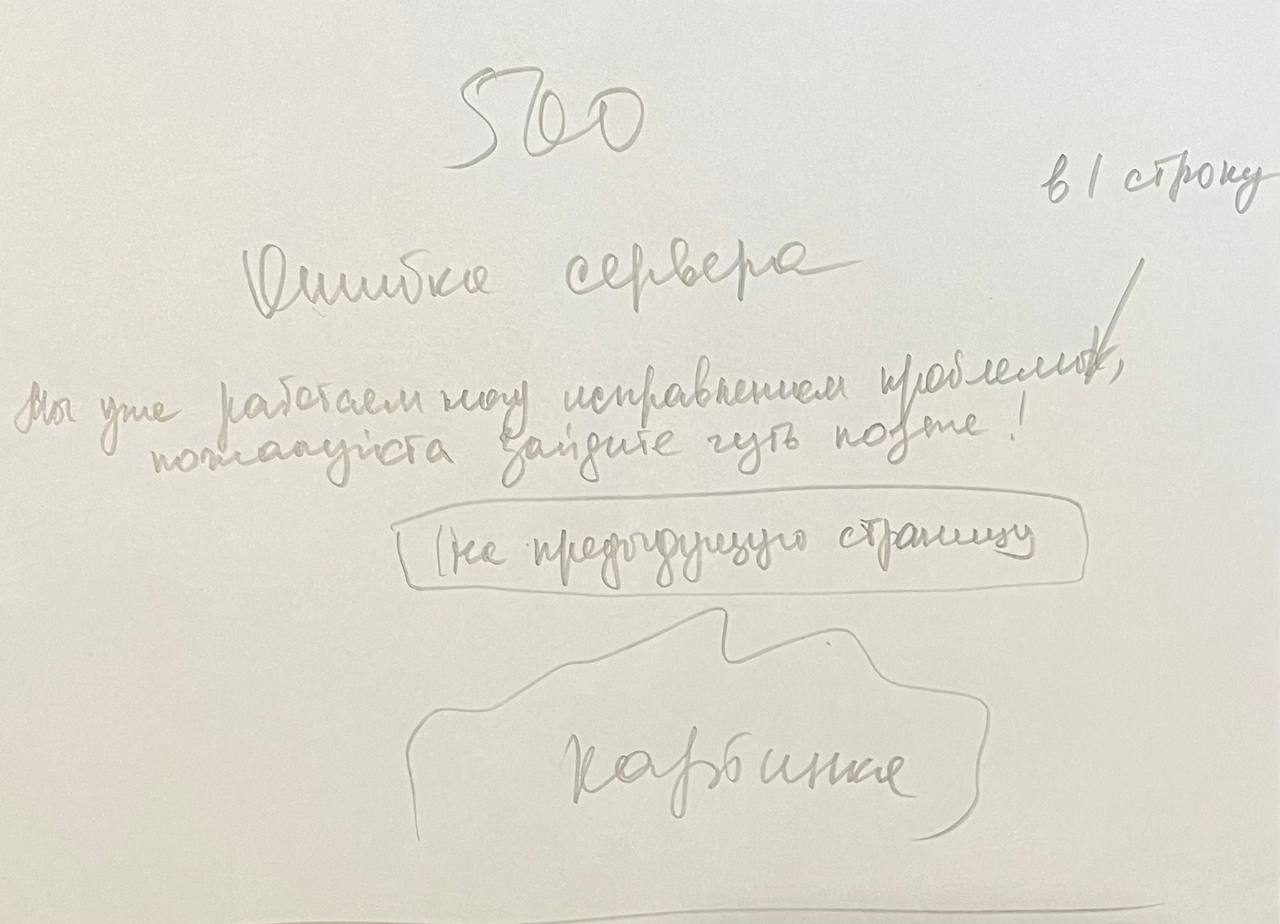 500
в 1 строку
Ошибка сервера
Мы уже работаем над исправлением проблемы,
пожалуйста зайдите чуть позже!
На предыдущую страницу
картинка